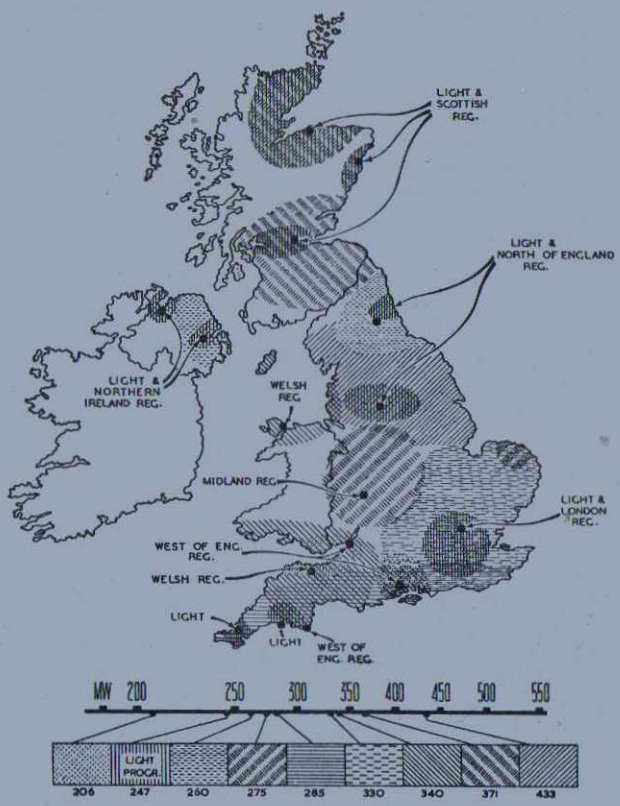 LIGHT &
SCOTTISH
REG.
LIGHT &
NORTH OF ENGLAND
REG.
LIGHT &
NORTHERN
IRELAND REG.
WELSH
REG
MIDLAND REG
LIGHT &
LONDON
REG.
WEST OF ENG.
REG.
WELSH REG.
LIGHT
LIGHT
WEST OF
ENG. REG.
MW 200 250 300 350 400 450 500 550
LIGHT
PROGR.
206 247 260 275 285 330 340 371 433